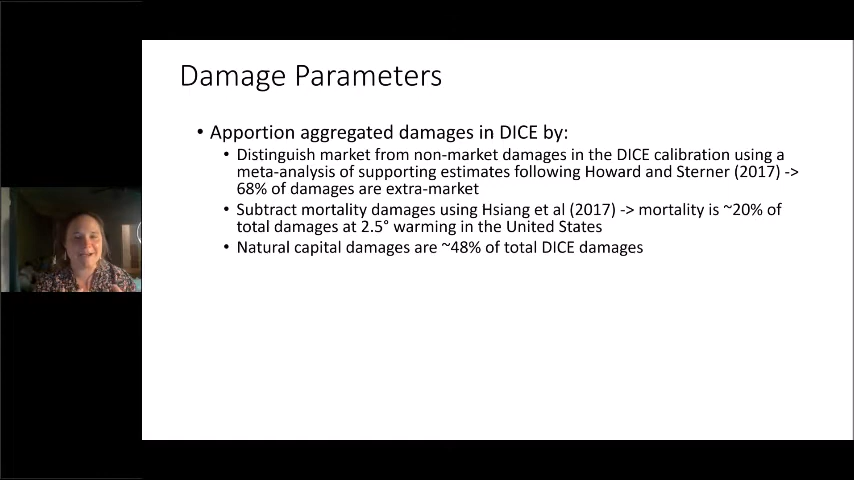 Damage Parameters
• Apportion aggregated damages in DICE by:
• Distinguish market from non-market damages in the DICE calibration using a
meta-analysis of supporting estimates following Howard and Sterner (2017) ->
68% of damages are extra-market
• Subtract mortality damages using Hsiang et al (2017) -> mortality is ~20% of
total damages at 2.5° warming in the United States
• Natural capital damages are ~48% of total DICE damages